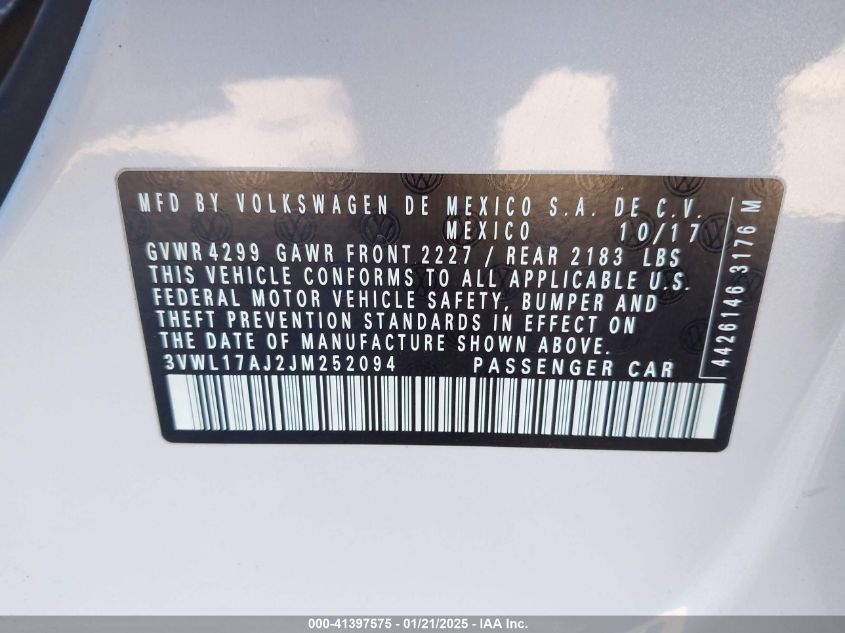 MFD BY VOLKSWAGEN DE MEXICO S.A. DE C.V.
MEXICO 10/17
GVWR 4299 GAWR FRONT 2227 / REAR 2183 LBS
THIS VEHICLE CONFORMS TO ALL APPLICABLE U.S.
FEDERAL MOTOR VEHICLE SAFETY, BUMPER AND
THEFT PREVENTION STANDARDS IN EFFECT ON
THE DATE OF MANUFACTURE SHOWN ABOVE.
3VWL17AJ2JM252094 PASSENGER CAR
4426146 3176 M
000-41397575 - 01/21/2025 - IAA Inc.